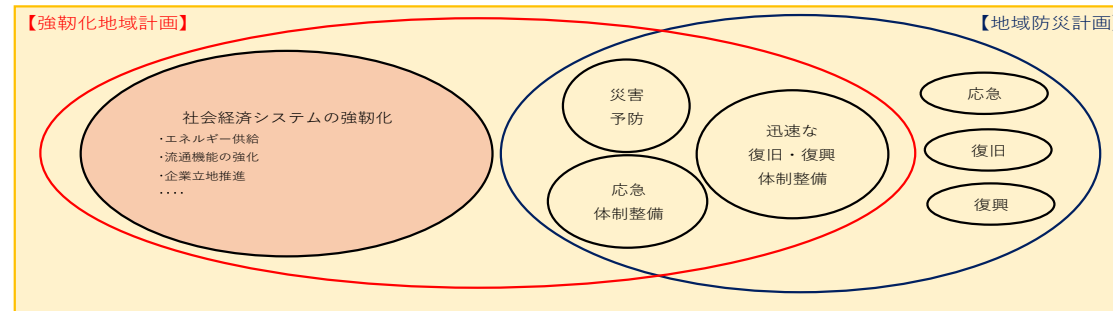 【強靭化地域計画】
【地域防災計画】
社会経済システムの強靭化
・エネルギー供給
・流通機能の強化
・企業立地推進
・・・・
災害
予防
応急
体制整備
迅速な
復旧・復興
体制整備
応急
復旧
復興